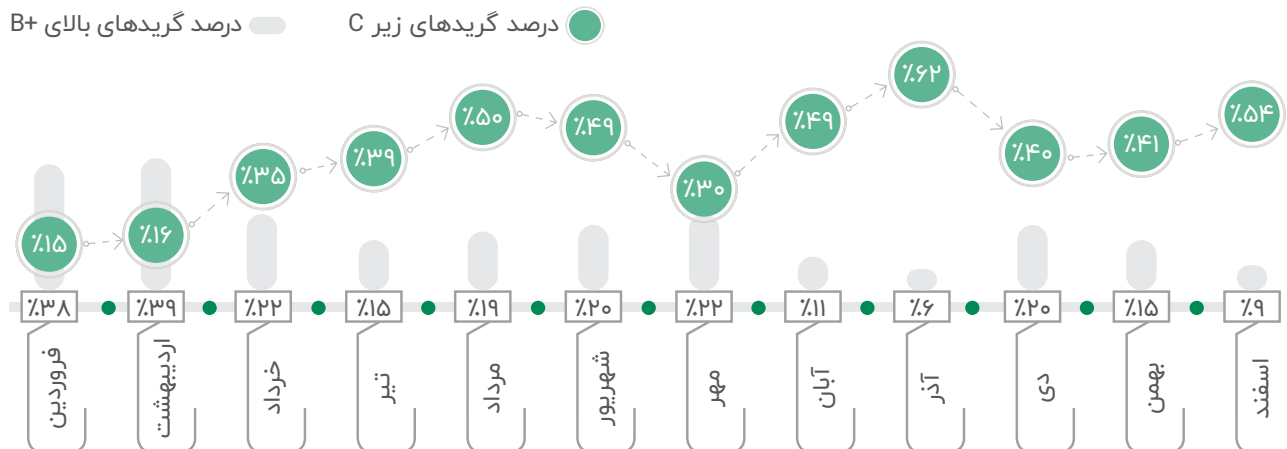 درصد گریدهای زیر C
درصد گریدهای بالای +B
٪۱۵
٪۱۶
٪۳۵
٪۳۹
٪۵۰
٪۴۹
٪۳۰
٪۴۹
٪۶۲
٪۴۰
٪۴۱
٪۵۴
٪۳۸
٪۳۹
٪۲۲
٪۱۵
٪۱۹
٪۲۰
٪۲۲
٪۱۱
٪۶
٪۲۰
٪۱۵
٪۹
فروردین
اردیبهشت
خرداد
تیر
مرداد
شهریور
مهر
آبان
آذر
دی
بهمن
اسفند